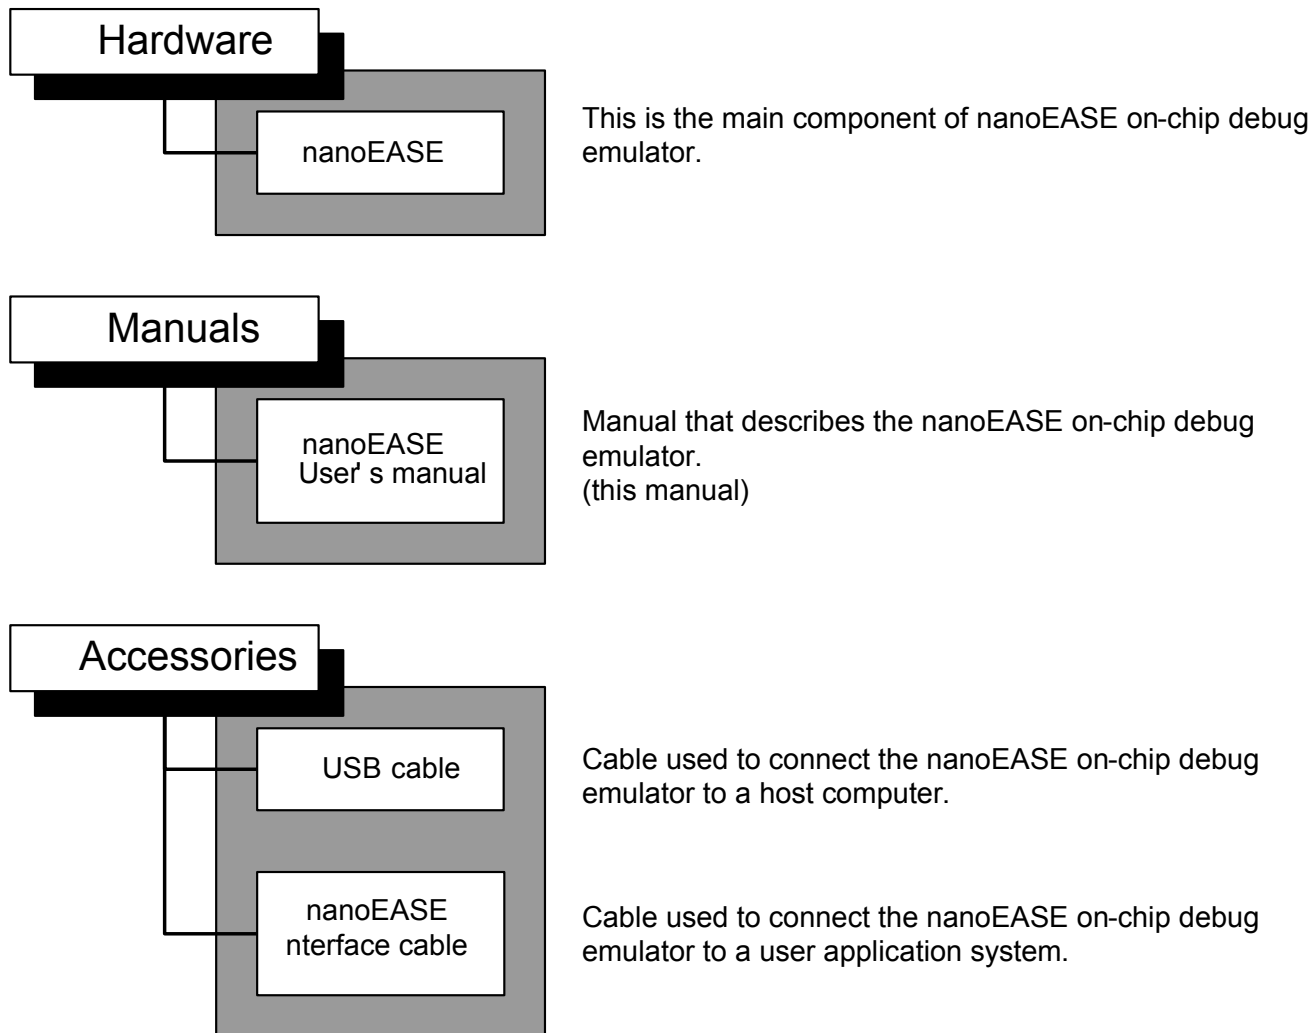 Hardware
nanoEASE
This is the main component of nanoEASE on-chip debug
emulator.
Manuals
nanoEASE
User's manual
Manual that describes the nanoEASE on-chip debug
emulator.
(this manual)
Accessories
USB cable
Cable used to connect the nanoEASE on-chip debug
emulator to a host computer.
nanoEASE
nterface cable
Cable used to connect the nanoEASE on-chip debug
emulator to a user application system.